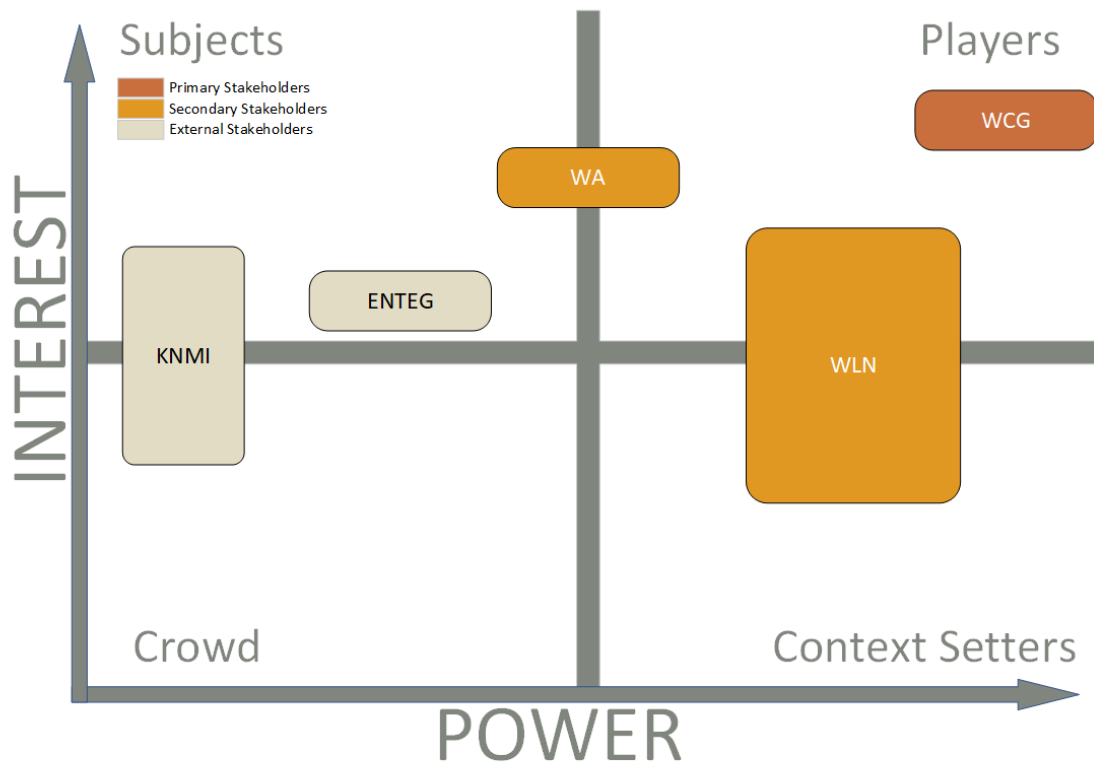 Subjects
Players
Primary Stakeholders
Secondary Stakeholders
External Stakeholders
WCG
WA
INTEREST
ENTEG
KNMI
WLN
Crowd
Context Setters
POWER